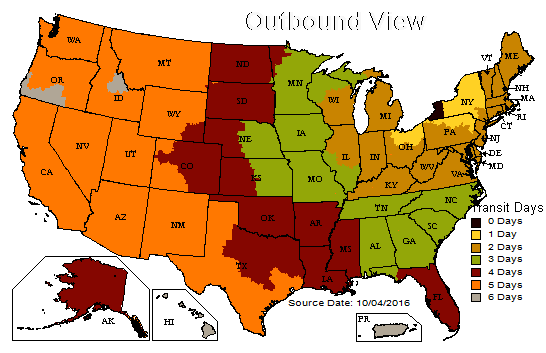 Outbound View
WA
MT
ND
MN
VT
ME
OR
ID
SD
WI
MI
NY
NH
MA
RI
CT
WY
NV
UT
NE
IA
IL
IN
OH
PA
NJ
DE
MD
CA
CO
KS
MO
KY
WV
VA
AZ
NM
OK
AR
TN
NC
SC
TX
LA
MS
AL
GA
FL
Transit Days
0 Days
1 Day
2 Days
3 Days
4 Days
5 Days
6 Days
AK
HI
PR
Source Date: 10/04/2016